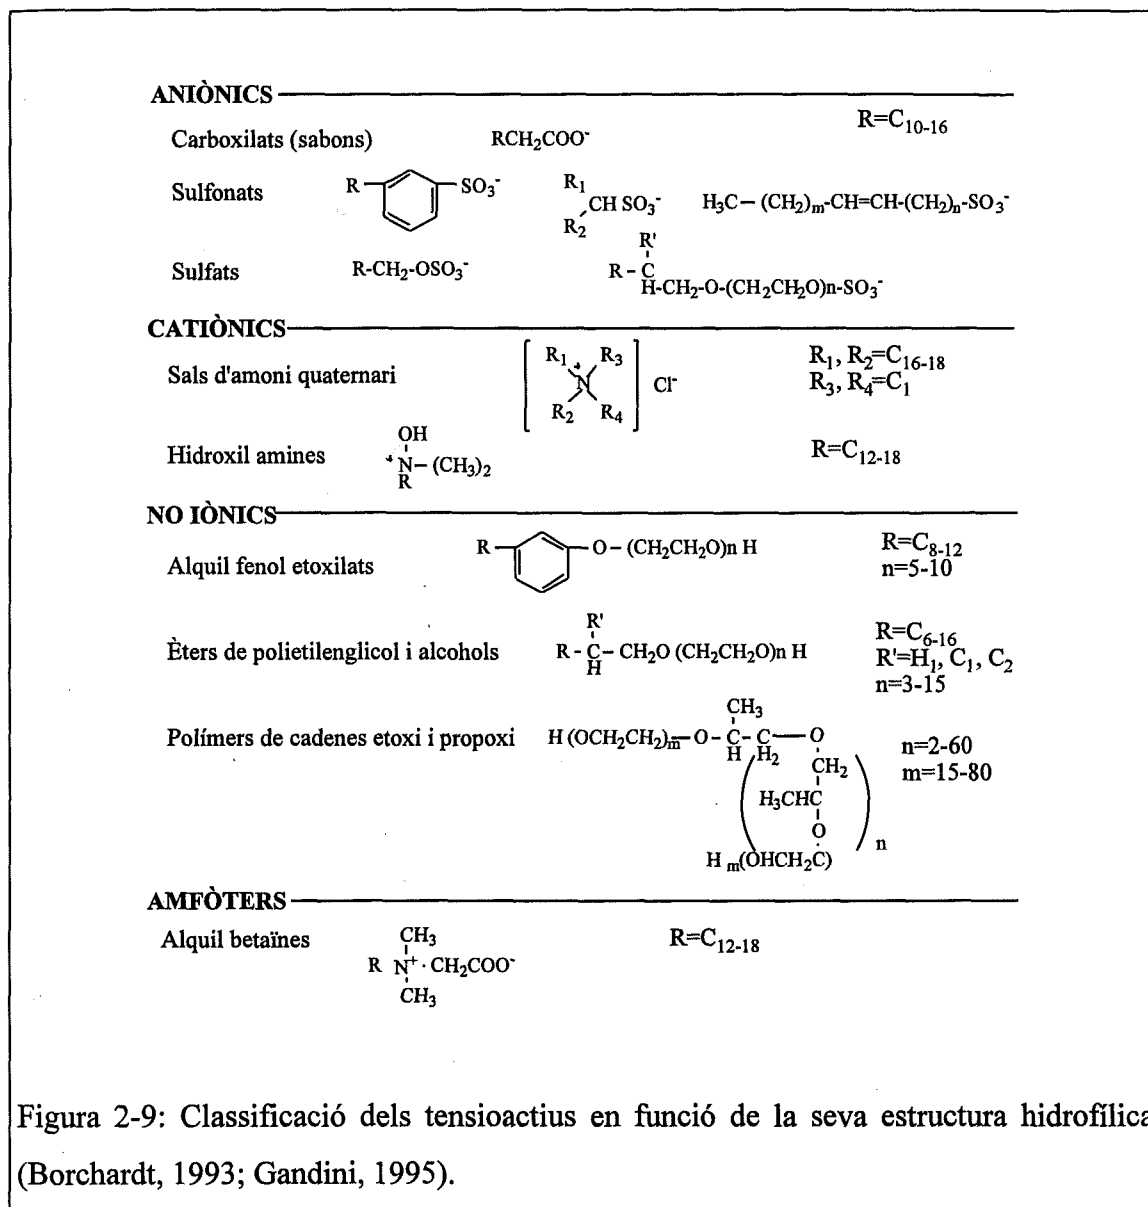 ANIÒNICS
R=C10-16
Carboxilats (sabons) RCH2COO-
Sulfonats R SO3- R1 R2 CH SO3- H3C-(CH2)m-CH=CH-(CH2)n-SO3-
Sulfats R-CH2-OSO3- R' R-C H-CH2-O-(CH2CH2O)n-SO3-
CATIÒNICS
Sals d'amoni quaternari R1 R3 N+ R2 R4 Cl- R1, R2=C16-18
R3, R4=C1
OH
Hidroxil amines +N-(CH3)2 R=C12-18
R
NO IÒNICS
R O-(CH2CH2O)n H R=C8-12
Alquil fenol etoxilats n=5-10
R' R=C6-16
Èters de polietilenglicol i alcohols R-C-CH2O(CH2CH2O)n H R'=H1, C1, C2
H n=3-15
CH3
Polímers de cadenes etoxi i propoxi H(OCH2CH2)m-O-C-C-O n=2-60
H H2 CH2 m=15-80
H3CHC
O
n
H m(OHCH2C)
AMFÒTERS
Alquil betaïnes CH3 R=C12-18
R N+·CH2COO-
CH3
Figura 2-9: Classificació dels tensioactius en funció de la seva estructura hidrofílica
(Borchardt, 1993; Gandini, 1995).